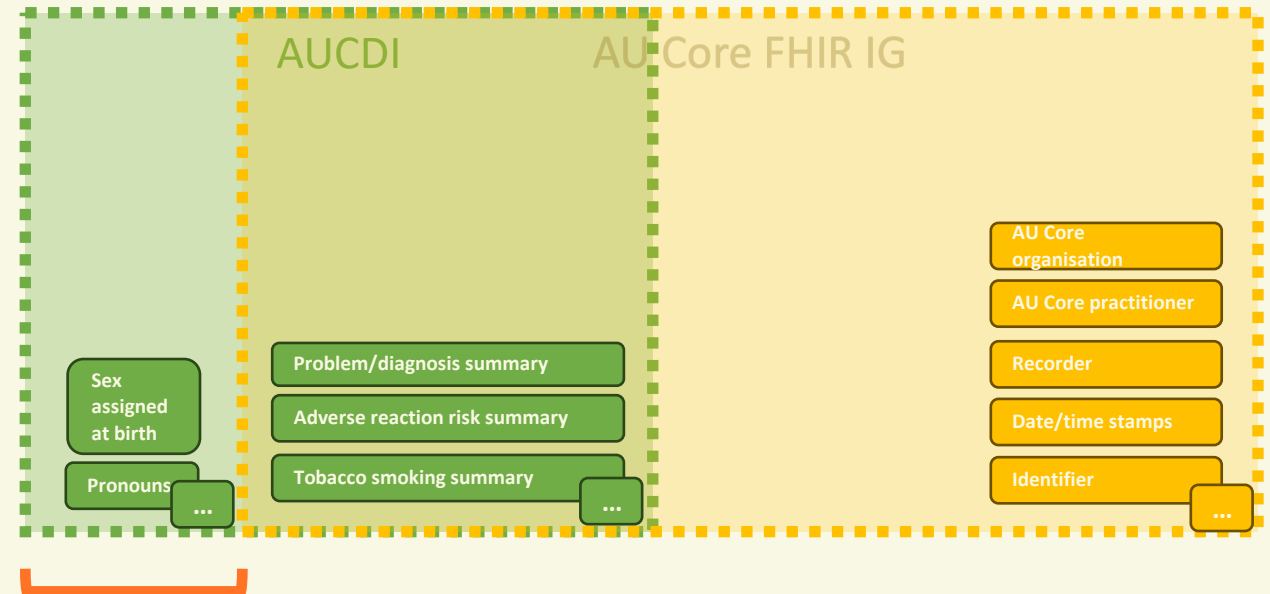 AUCDI
AU Core FHIR IG
Sex
assigned
at birth
Pronouns
...
Problem/diagnosis summary
Adverse reaction risk summary
Tobacco smoking summary
...
AU Core
organisation
AU Core practitioner
Recorder
Date/time stamps
Identifier
...